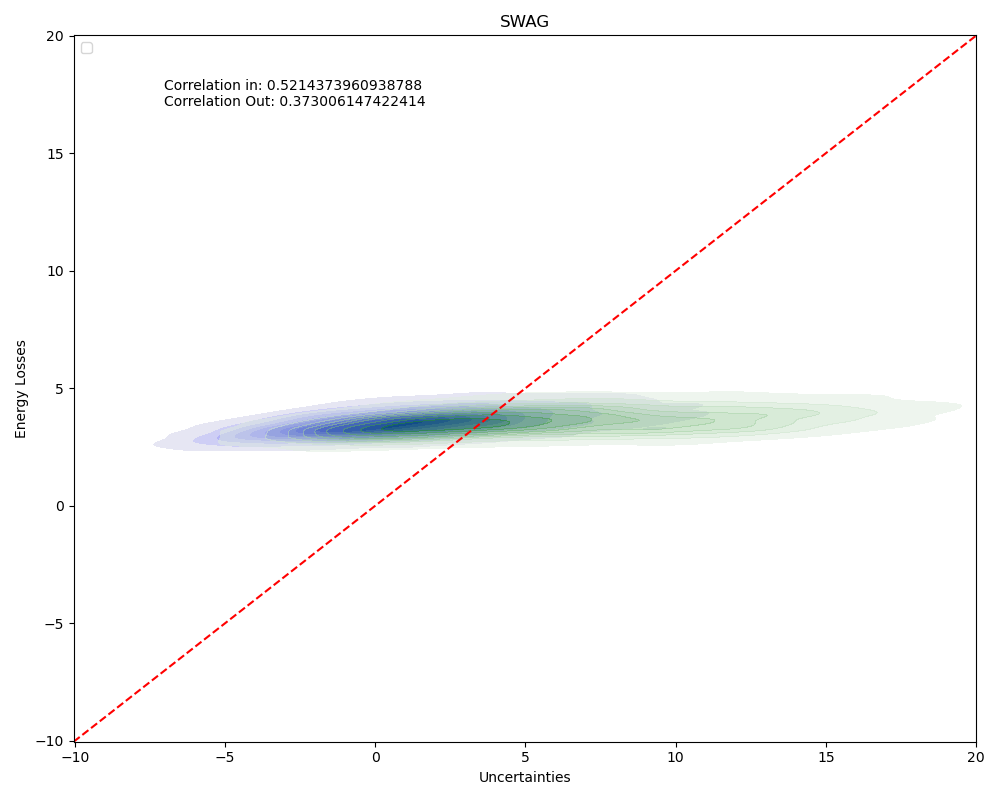 SWAG
20
15
10
5
0
−5
−10
Energy Losses
Correlation in: 0.5214373960938788
Correlation Out: 0.373006147422414
−10 −5 0 5 10 15 20
Uncertainties